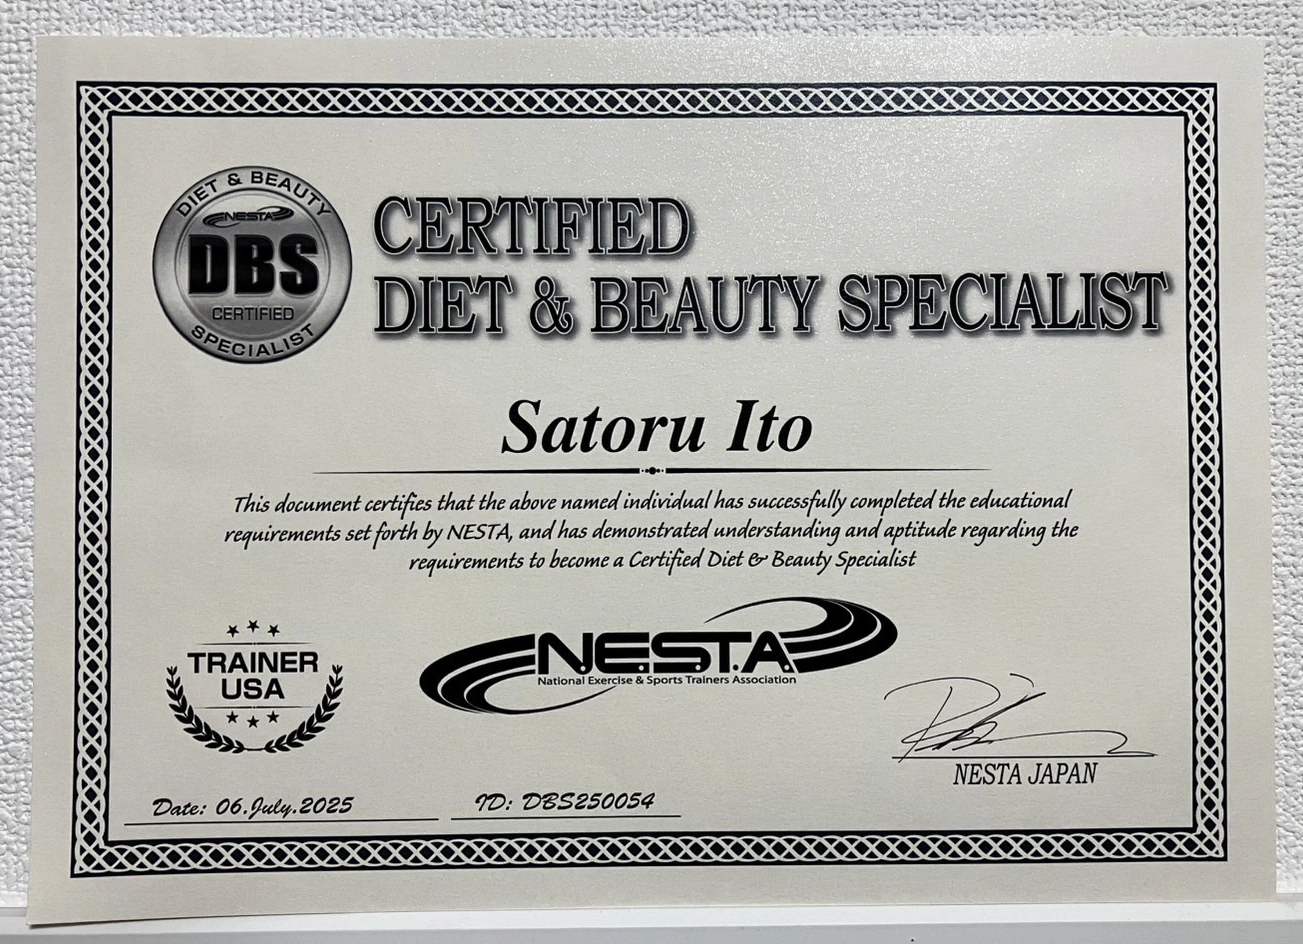 DIET & BEAUTY
NESTA
DBS
CERTIFIED
SPECIALIST
CERTIFIED
DIET & BEAUTY SPECIALIST
Satoru Ito
This document certifies that the above named individual has successfully completed the educational
requirements set forth by NESTA, and has demonstrated understanding and aptitude regarding the
requirements to become a Certified Diet & Beauty Specialist
TRAINER
USA
N.E.S.T.A.
National Exercise & Sports Trainers Association
NESTA JAPAN
Date: 06.July.2025
ID: DBS250054